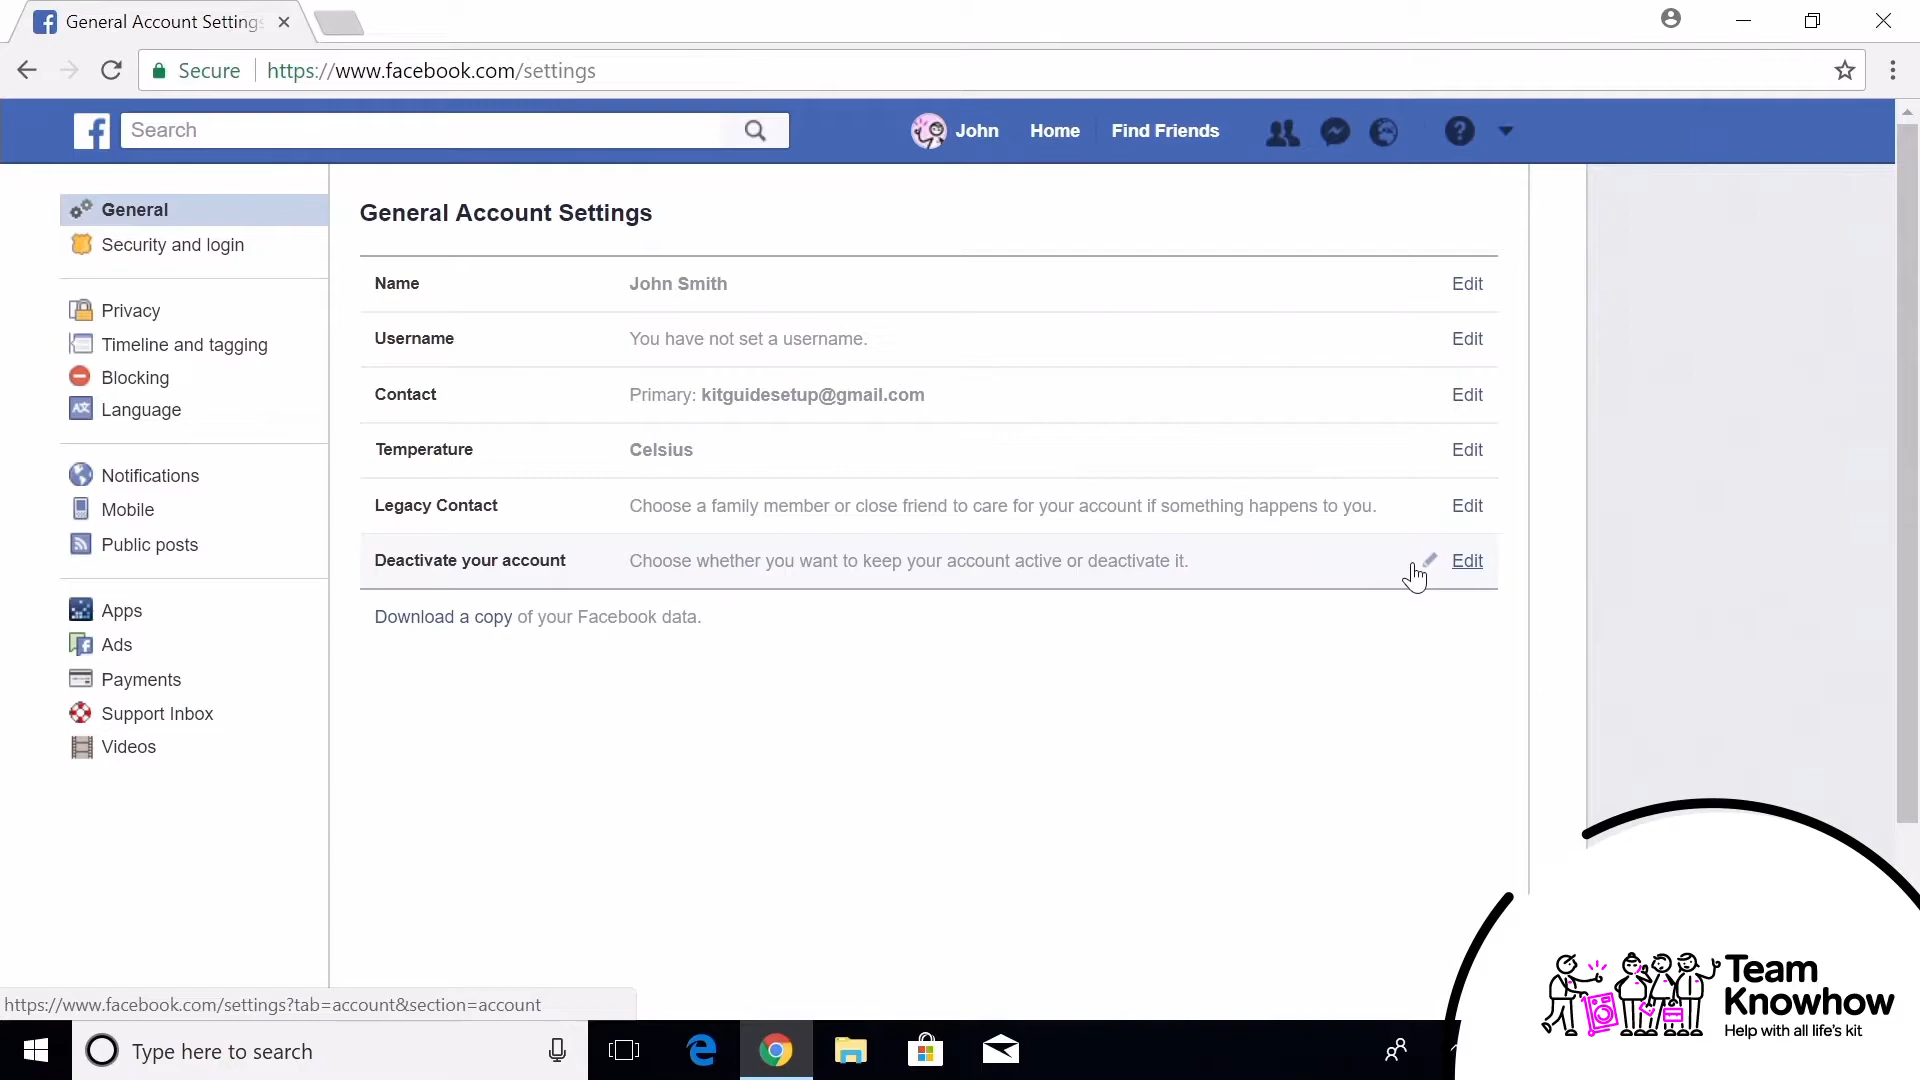 General Account Settings
Secure
https://www.facebook.com/settings
Search
John
Home
Find Friends
General
Security and login
Privacy
Timeline and tagging
Blocking
Language
Notifications
Mobile
Public posts
Apps
Ads
Payments
Support Inbox
Videos
General Account Settings
Name John Smith Edit
Username You have not set a username. Edit
Contact Primary: kitguidesetup@gmail.com Edit
Temperature Celsius Edit
Legacy Contact Choose a family member or close friend to care for your account if something happens to you. Edit
Deactivate your account Choose whether you want to keep your account active or deactivate it. Edit
Download a copy of your Facebook data.
https://www.facebook.com/settings?tab=account&section=account
Type here to search
Team
Knowhow
Help with all life's kit